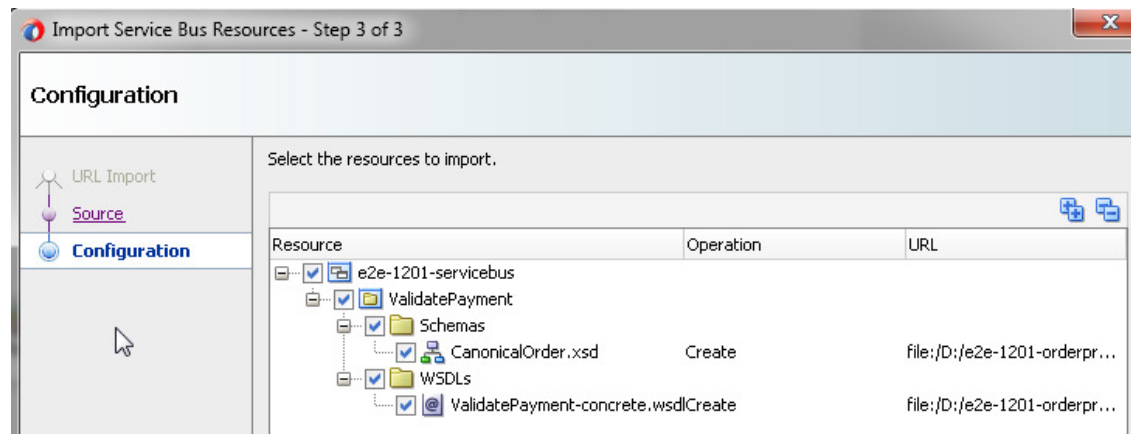 Import Service Bus Resources - Step 3 of 3
Configuration
URL Import
Source
Configuration
Select the resources to import.
Resource Operation URL
e2e-1201-servicebus
ValidatePayment
Schemas
CanonicalOrder.xsd Create file:/D:/e2e-1201-orderpr...
WSDLs
ValidatePayment-concrete.wsdlCreate file:/D:/e2e-1201-orderpr...